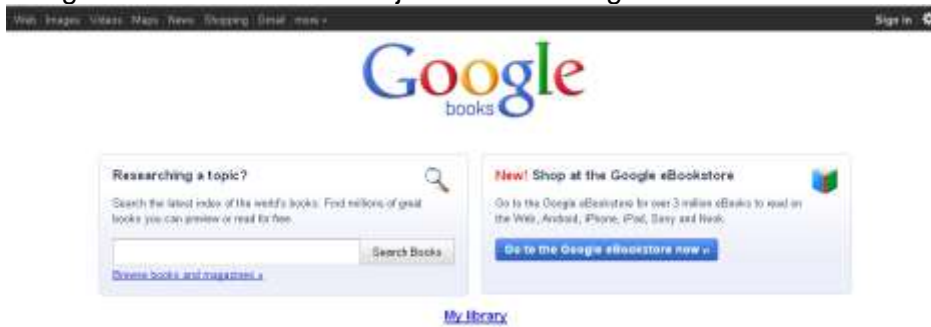 Web Images Videos Maps News Shopping Gmail more
Sign in
Google
books
Researching a topic?
Search the latest index of the world's books. Find millions of great
books you can preview or read for free.
Search Books
Browse books and magazines »
New! Shop at the Google eBookstore
Go to the Google eBookstore for over 3 million eBooks to read on
the Web, Android, iPhone, iPad, Sony and Nook.
Go to the Google eBookstore now »
My library